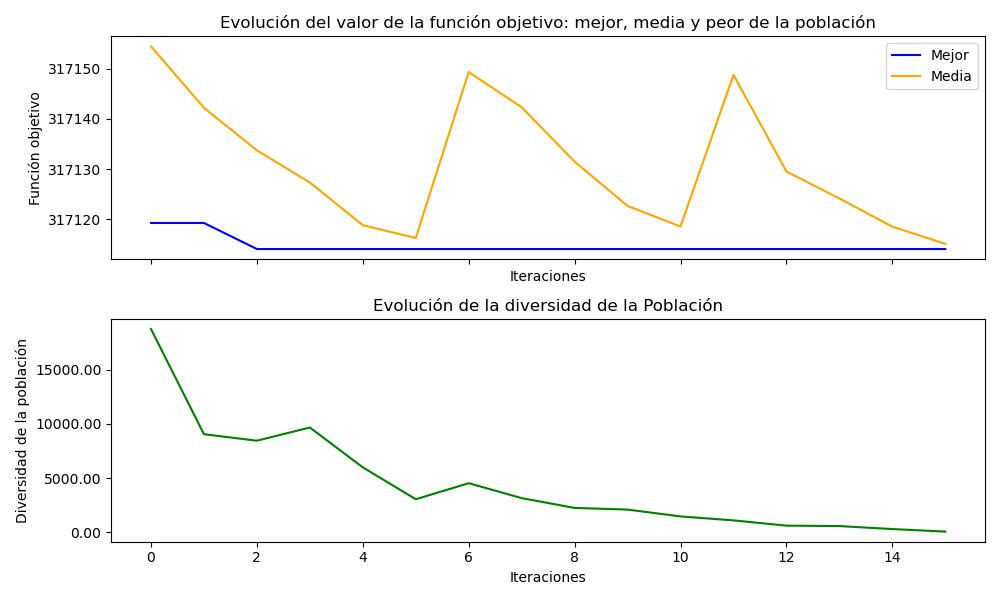 Evolución del valor de la función objetivo: mejor, media y peor de la población
Función objetivo
317150
317140
317130
317120
Mejor
Media
Iteraciones
Evolución de la diversidad de la Población
Diversidad de la población
15000.00
10000.00
5000.00
0.00
0 2 4 6 8 10 12 14
Iteraciones